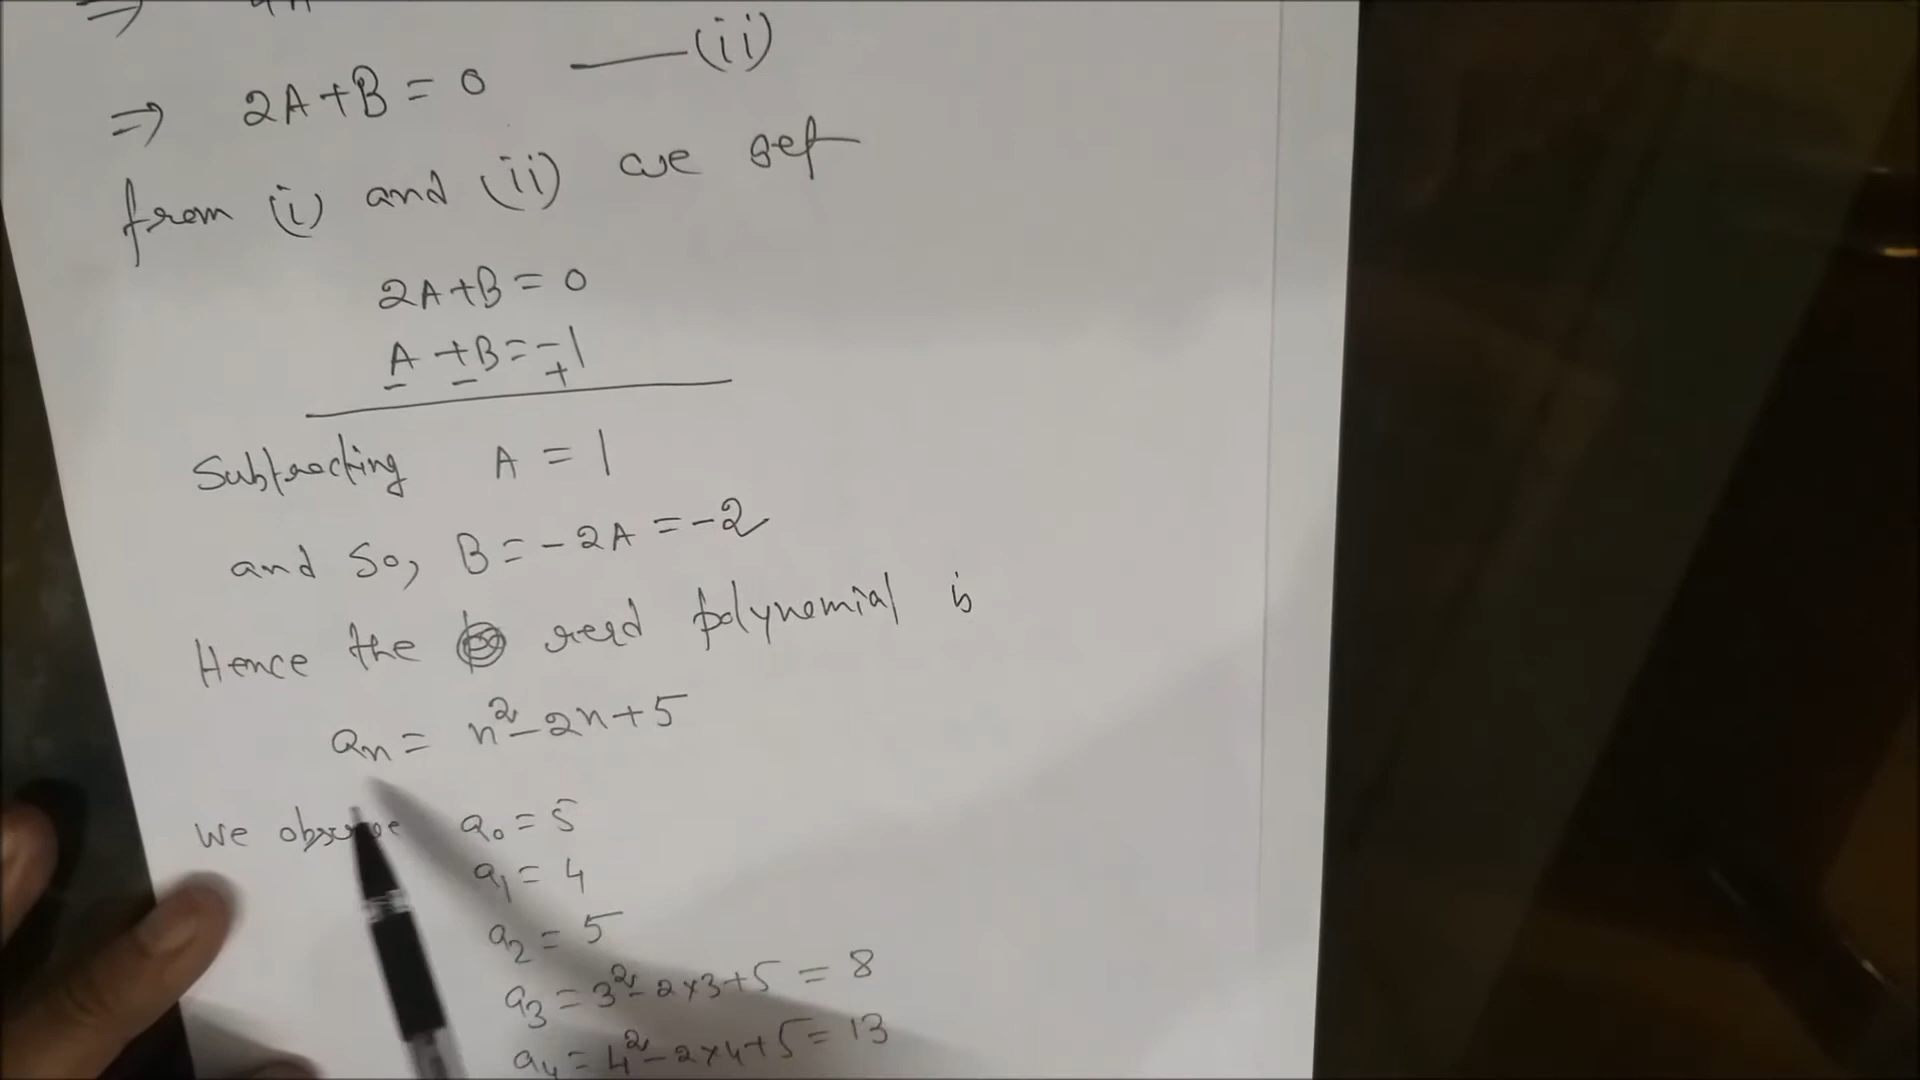 ⇒
⇒ 2A+B = 0 —(ii)
from (i) and (ii) we get
2A+B = 0
A +B = -1
- - +
Subtracting A = 1
and so, B = -2A = -2
Hence the reqd polynomial is
an = n²-2n+5
we observe a₀ = 5
a₁ = 4
a₂ = 5
a₃ = 3²-2×3+5 = 8
a₄ = 4²-2×4+5 = 13